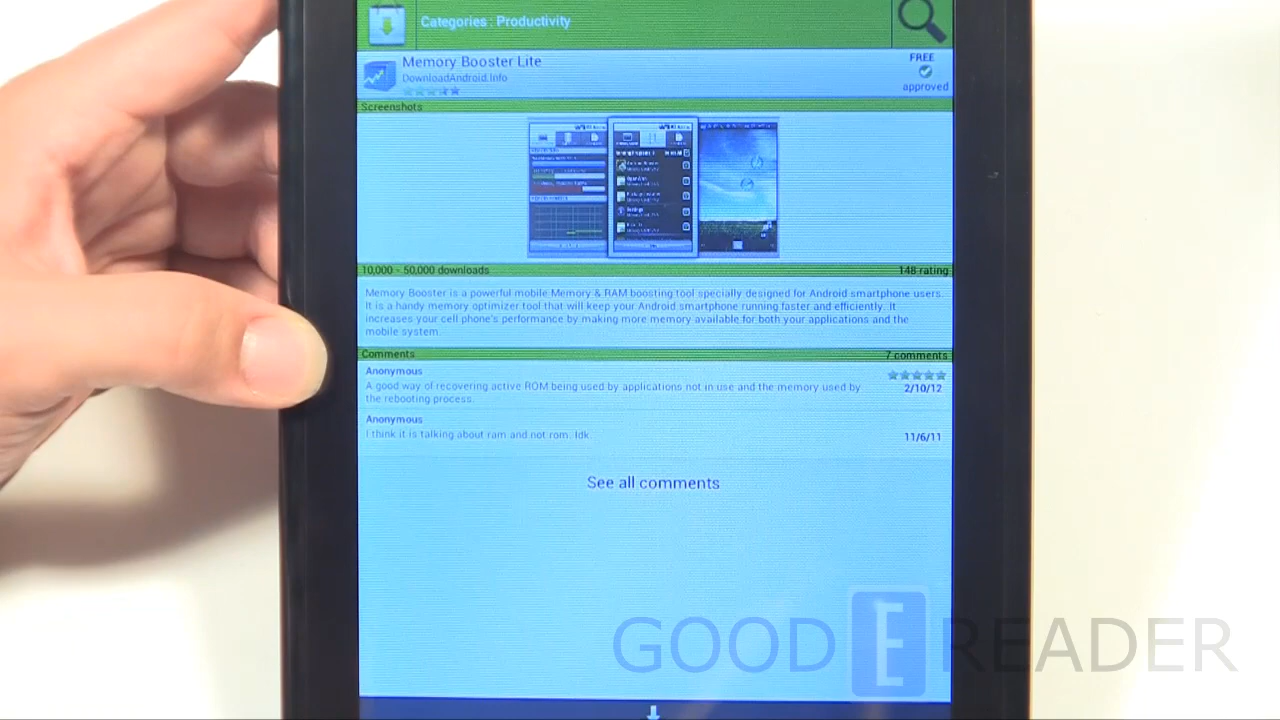 Categories : Productivity
Memory Booster Lite
FREE
DownloadAndroid.Info
approved
Screenshots
10,000 - 50,000 downloads
148 rating
Memory Booster is a powerful mobile Memory & RAM boosting tool specially designed for Android smartphone users.
It is a handy memory optimizer tool that will keep your Android smartphone running faster and efficiently. It
increases your cell phone's performance by making more memory available for both your applications and the
mobile system.
Comments
7 comments
Anonymous
A good way of recovering active ROM being used by applications not in use and the memory used by
the rebooting process.
2/10/12
Anonymous
I think it is talking about ram and not rom. Idk
11/6/11
See all comments
GOOD E READER